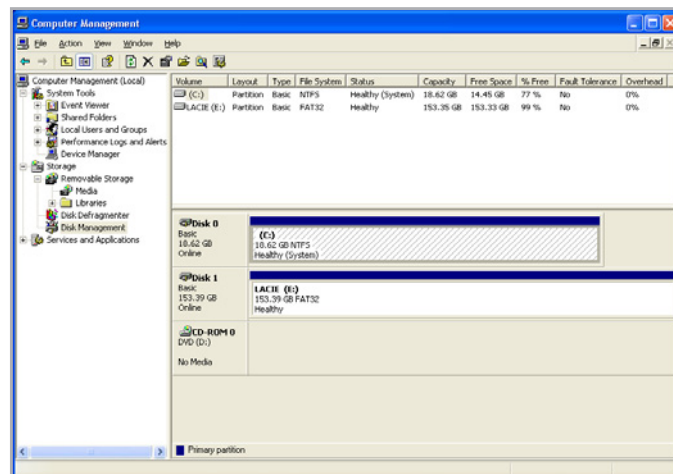 Computer Management
File Action View Window Help
Computer Management (Local)
System Tools
Event Viewer
Shared Folders
Local Users and Groups
Performance Logs and Alerts
Device Manager
Storage
Removable Storage
Media
Libraries
Disk Defragmenter
Disk Management
Services and Applications
Volume Layout Type File System Status Capacity Free Space % Free Fault Tolerance Overhead
(C:) Partition Basic NTFS Healthy (System) 18.62 GB 14.45 GB 77 % No 0%
LACIE (E:) Partition Basic FAT32 Healthy 153.35 GB 153.33 GB 99 % No 0%
Disk 0
Basic
18.62 GB
Online
(C:)
18.62 GB NTFS
Healthy (System)
Disk 1
Basic
153.39 GB
Online
LACIE (E:)
153.39 GB FAT32
Healthy
CD-ROM 0
DVD (D:)
No Media
Primary partition